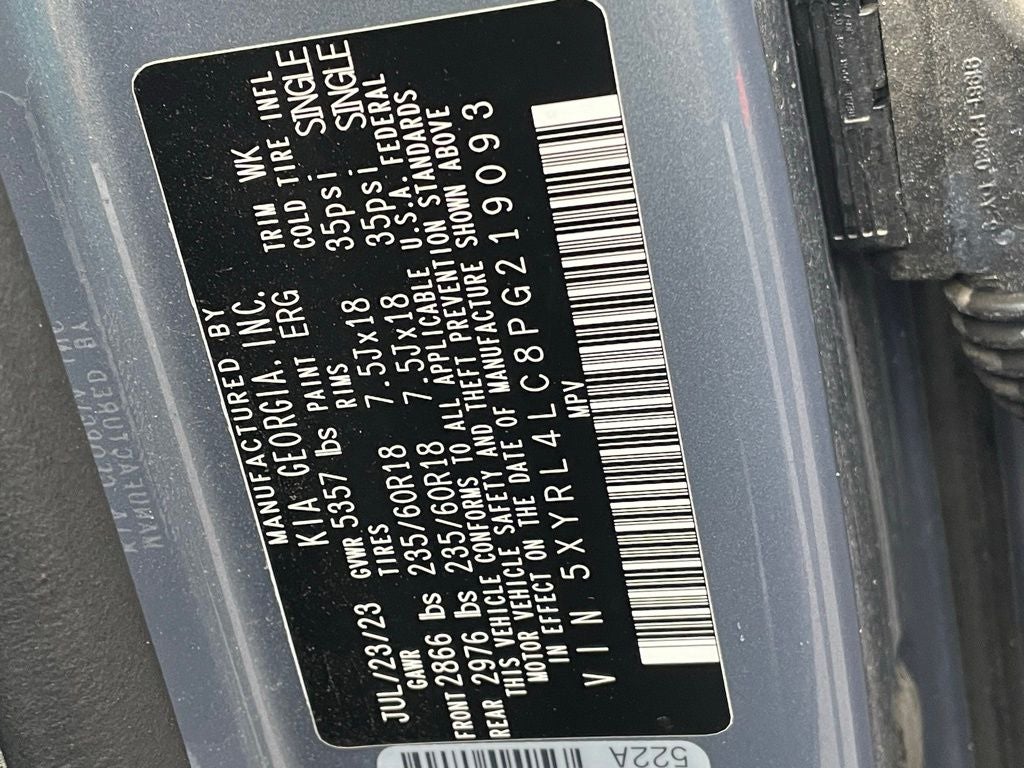 MANUFACTURED BY
KIA GEORGIA, INC.
JUL/23/23 GVWR 5357 lbs PAINT ERG TRIM WK
GAWR TIRES RIMS COLD TIRE INFL
FRONT 2866 lbs 235/60R18 7.5Jx18 35psi SINGLE
REAR 2976 lbs 235/60R18 7.5Jx18 35psi SINGLE
THIS VEHICLE CONFORMS TO ALL APPLICABLE U.S.A. FEDERAL
MOTOR VEHICLE SAFETY AND THEFT PREVENTION STANDARDS
IN EFFECT ON THE DATE OF MANUFACTURE SHOWN ABOVE
MPV
VIN 5XYRL4LC8PG219093
522A